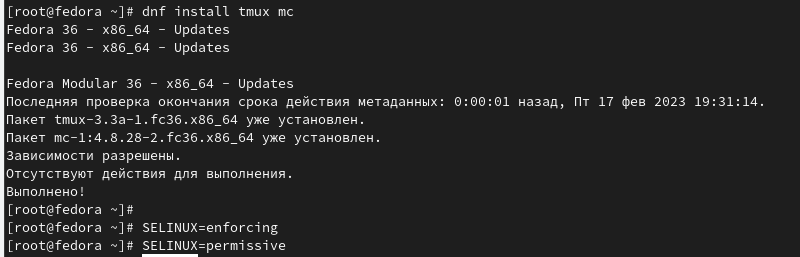 [root@fedora ~]# dnf install tmux mc
Fedora 36 - x86_64 - Updates
Fedora 36 - x86_64 - Updates
Fedora Modular 36 - x86_64 - Updates
Последняя проверка окончания срока действия метаданных: 0:00:01 назад, Пт 17 фев 2023 19:31:14.
Пакет tmux-3.3a-1.fc36.x86_64 уже установлен.
Пакет mc-1:4.8.28-2.fc36.x86_64 уже установлен.
Зависимости разрешены.
Отсутствуют действия для выполнения.
Выполнено!
[root@fedora ~]#
[root@fedora ~]# SELINUX=enforcing
[root@fedora ~]# SELINUX=permissive